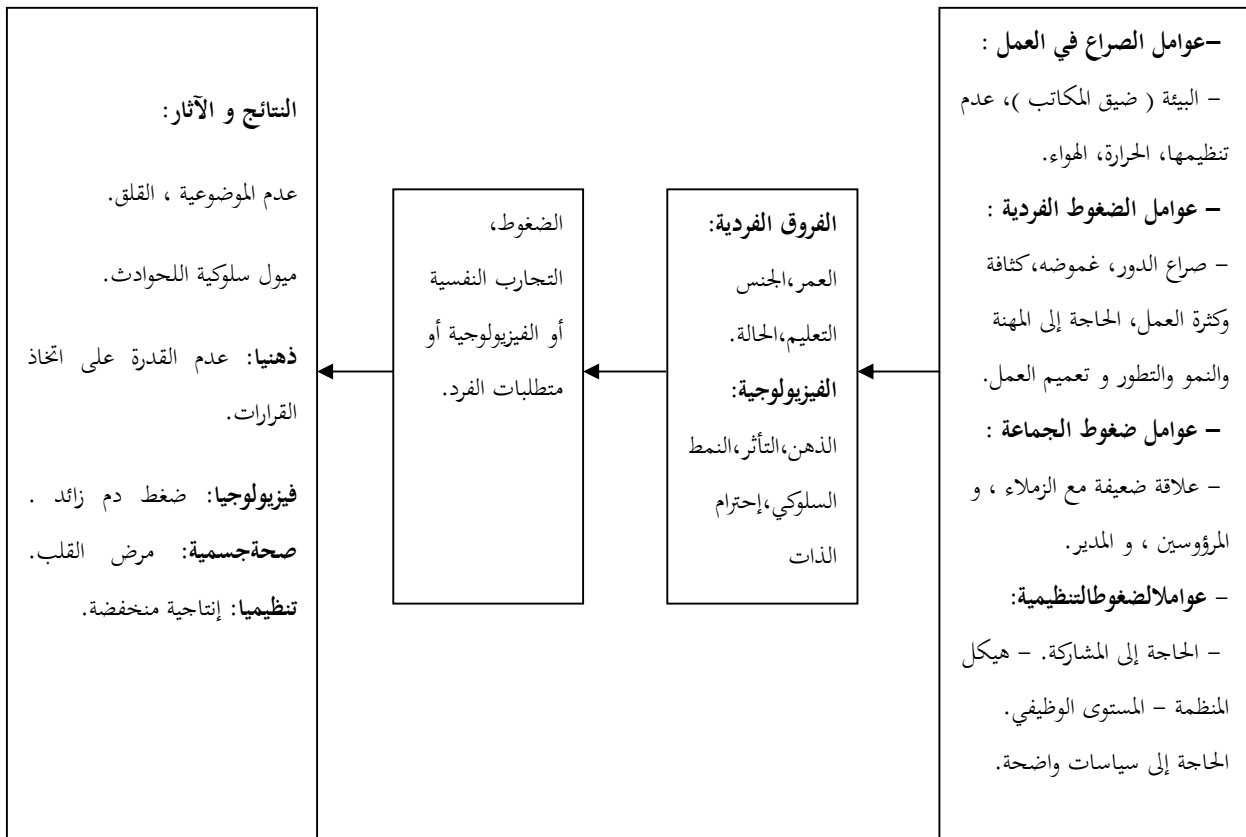 –عوامل الصراع في العمل :
– البيئة ( ضيق المكاتب )، عدم
تنظيمها، الحرارة، الهواء.
– عوامل الضغوط الفردية :
– صراع الدور، غموضه،كثافة
وكثرة العمل، الحاجة إلى المهنة
والنمو والتطور و تعميم العمل.
– عوامل ضغوط الجماعة :
– علاقة ضعيفة مع الزملاء ، و
المرؤوسين ، و المدير.
– عواملالضغوطالتنظيمية:
– الحاجة إلى المشاركة. – هيكل
المنظمة – المستوى الوظيفي.
الحاجة إلى سياسات واضحة.
الفروق الفردية:
العمر،الجنس
التعليم،الحالة.
الفيزيولوجية:
الذهن،التأثر،النمط
السلوكي،إحترام
الذات
الضغوط،
التجارب النفسية
أو الفيزيولوجية أو
متطلبات الفرد.
النتائج و الآثار:
عدم الموضوعية ، القلق.
ميول سلوكية اللحوادث.
ذهنيا: عدم القدرة على اتخاذ
القرارات.
فيزيولوجيا: ضغط دم زائد .
صحةجسمية: مرض القلب.
تنظيميا: إنتاجية منخفضة.